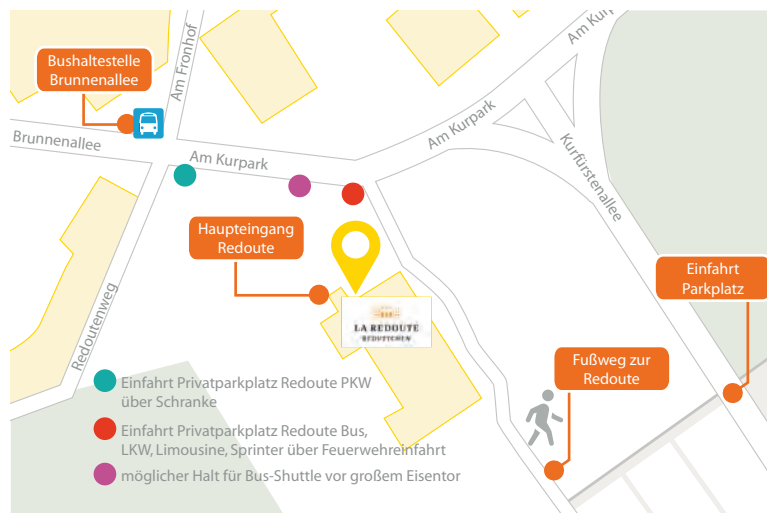 Bushaltestelle
Brunnenallee
Am Fronhof
Am Kurp
Brunnenallee
Am Kurpark
Am Kurpark
Kurfürstenallee
Haupteingang
Redoute
Einfahrt
Parkplatz
Redoutenweg
LA REDOUTE
REDÜTTCHEN
Fußweg zur
Redoute
Einfahrt Privatparkplatz Redoute PKW
über Schranke
Einfahrt Privatparkplatz Redoute Bus,
LKW, Limousine, Sprinter über Feuerwehreinfahrt
möglicher Halt für Bus-Shuttle vor großem Eisentor